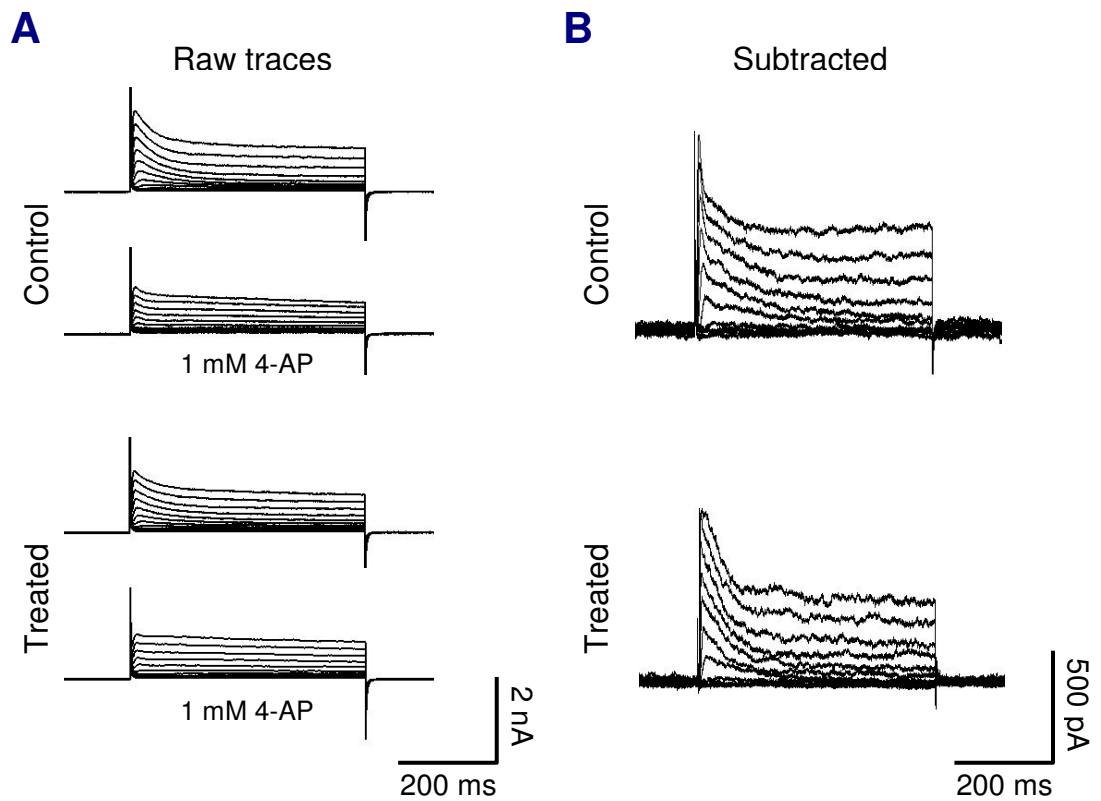 A
Raw traces
Control
1 mM 4-AP
Treated
1 mM 4-AP
2 nA
200 ms
B
Subtracted
Control
Treated
500 pA
200 ms